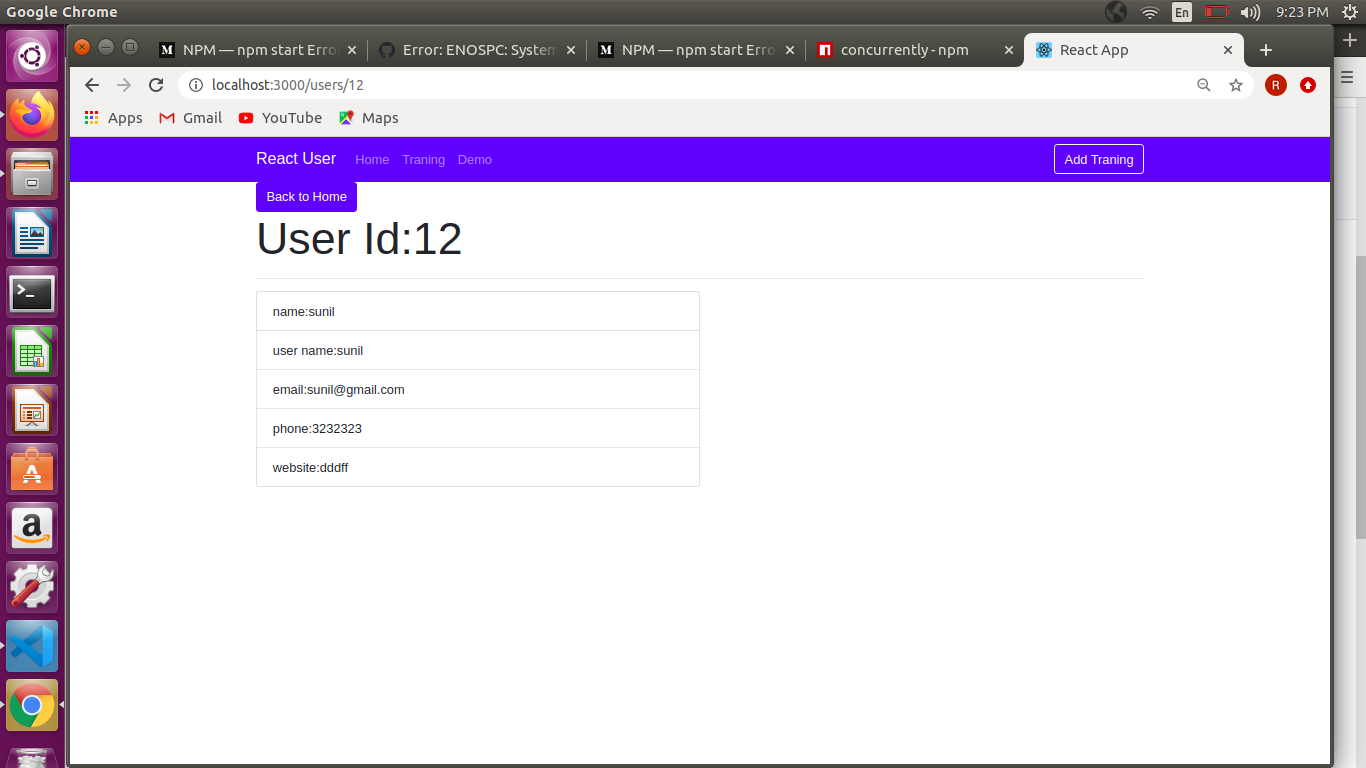 Google Chrome
En
9:23 PM
NPM — npm start Erro
Error: ENOSPC: System
NPM — npm start Erro
concurrently - npm
React App
localhost:3000/users/12
R
Apps
Gmail
YouTube
Maps
React User
Home
Traning
Demo
Add Traning
Back to Home
User Id:12
name:sunil
user name:sunil
email:sunil@gmail.com
phone:3232323
website:dddff